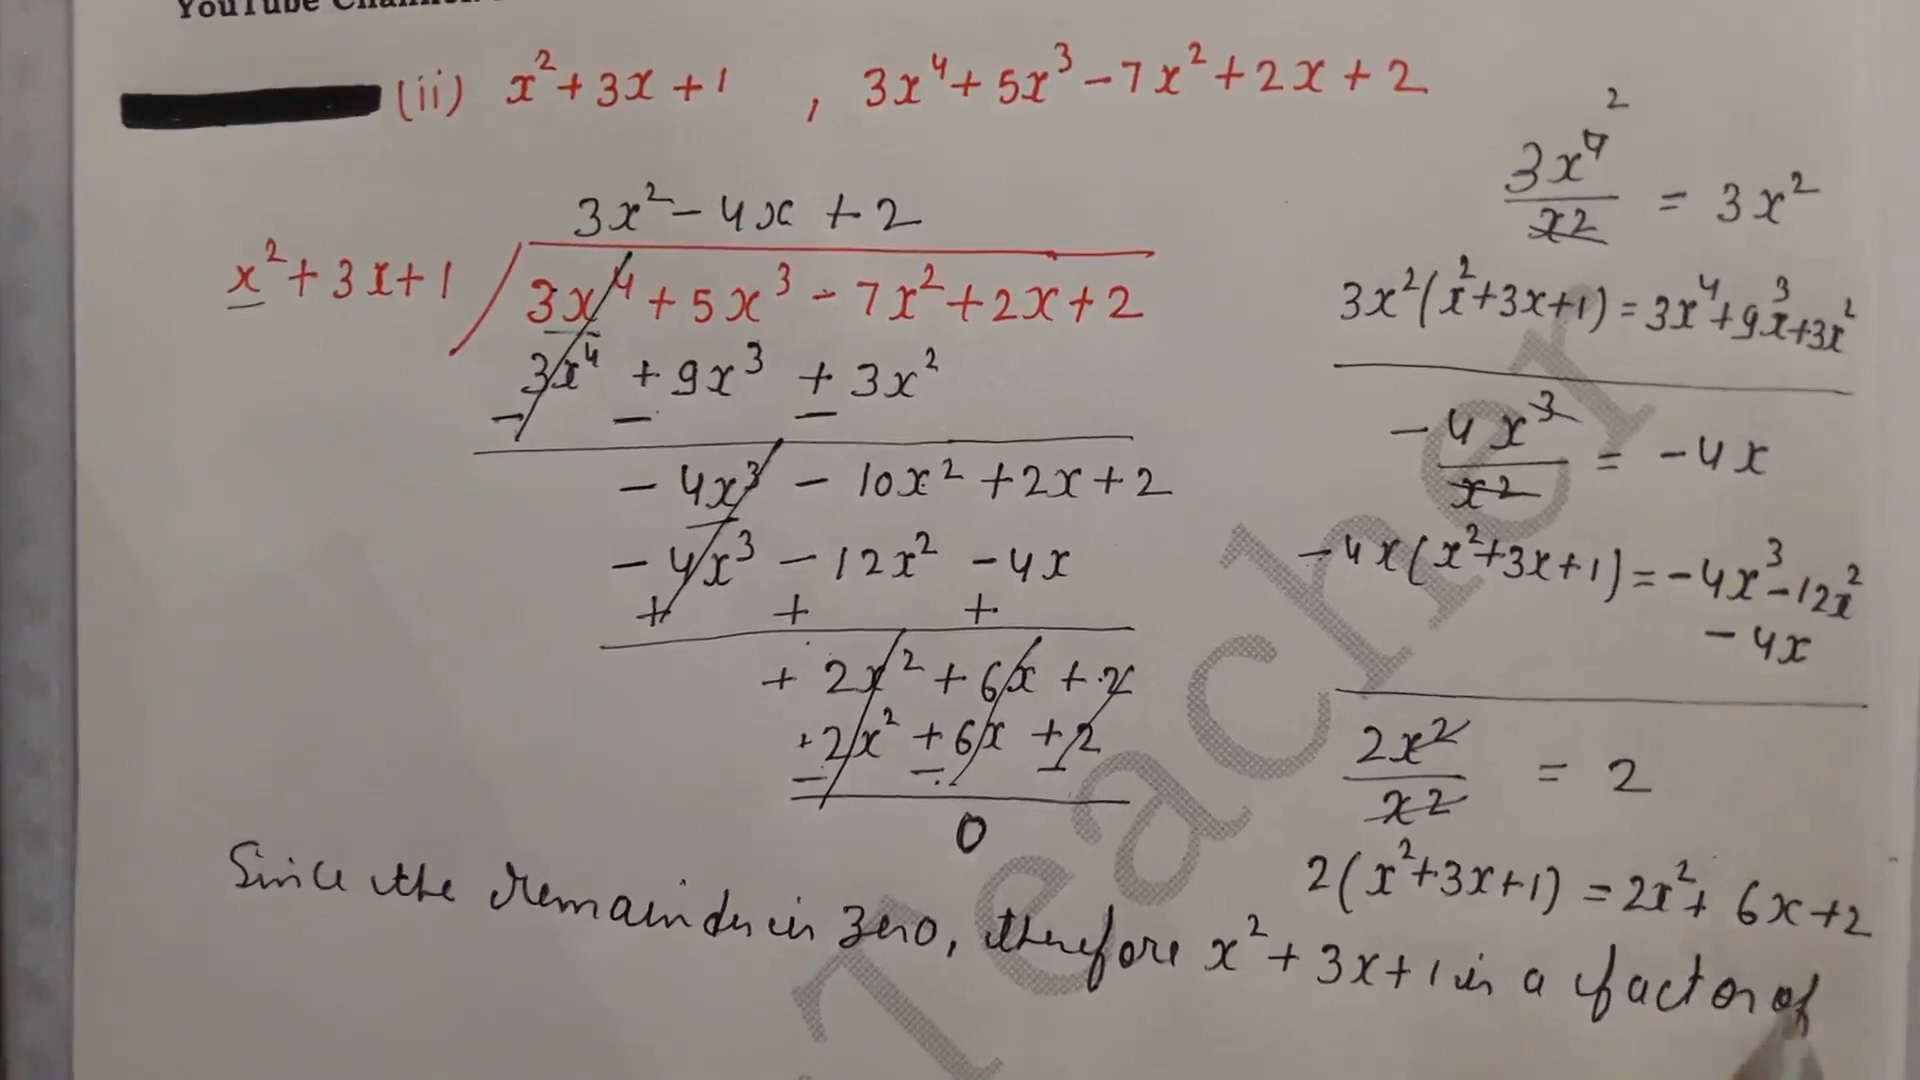 YouTube Channel
(ii) x²+3x+1 , 3x⁴+5x³-7x²+2x+2
3x²-4x+2
x²+3x+1 3x⁴+5x³-7x²+2x+2
3x⁴+9x³+3x²
- - -
-4x³-10x²+2x+2
-4x³-12x²-4x
+ + +
+2x²+6x+2
+2x²+6x+2
- - -
0
2
3x⁴/x² = 3x²
3x²(x²+3x+1)=3x⁴+9x³+3x²
-4x³/x² = -4x
-4x(x²+3x+1)=-4x³-12x²
-4x
2x²/x² = 2
2(x²+3x+1)=2x²+6x+2
Since the remainder is zero, therefore x²+3x+1 is a factor of
Teacher